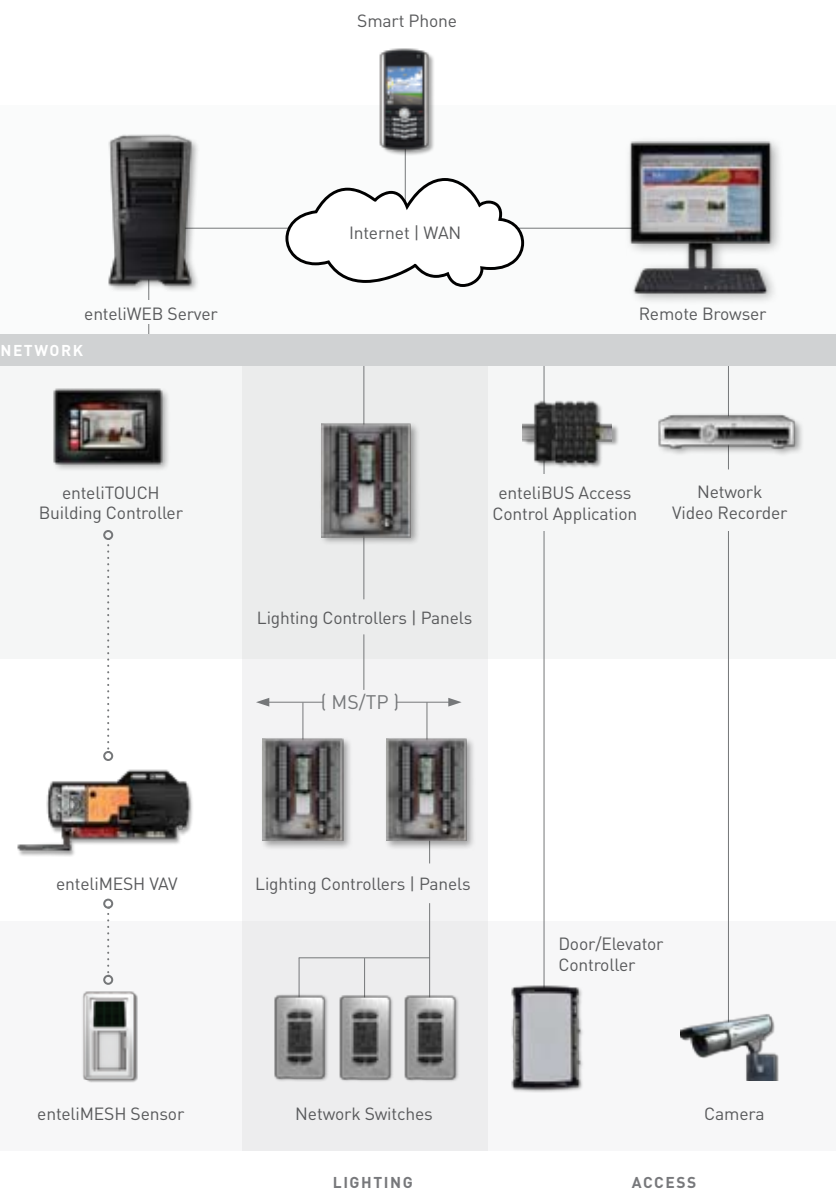 Smart Phone
Internet | WAN
enteliWEB Server
Remote Browser
NETWORK
enteliTOUCH
Building Controller
enteliBUS Access
Control Application
Network
Video Recorder
Lighting Controllers | Panels
{ MS/TP }
enteliMESH VAV
Lighting Controllers | Panels
Door/Elevator
Controller
enteliMESH Sensor
Network Switches
Camera
LIGHTING
ACCESS